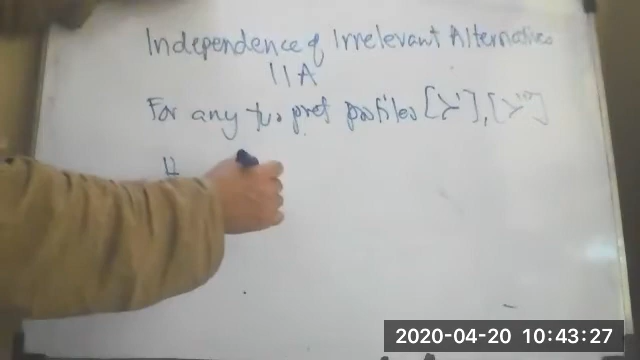 Independence of Irrelevant Alternatives
IIA
For any two pref profiles [≻'], [≻'']
2020-04-20 10:43:27